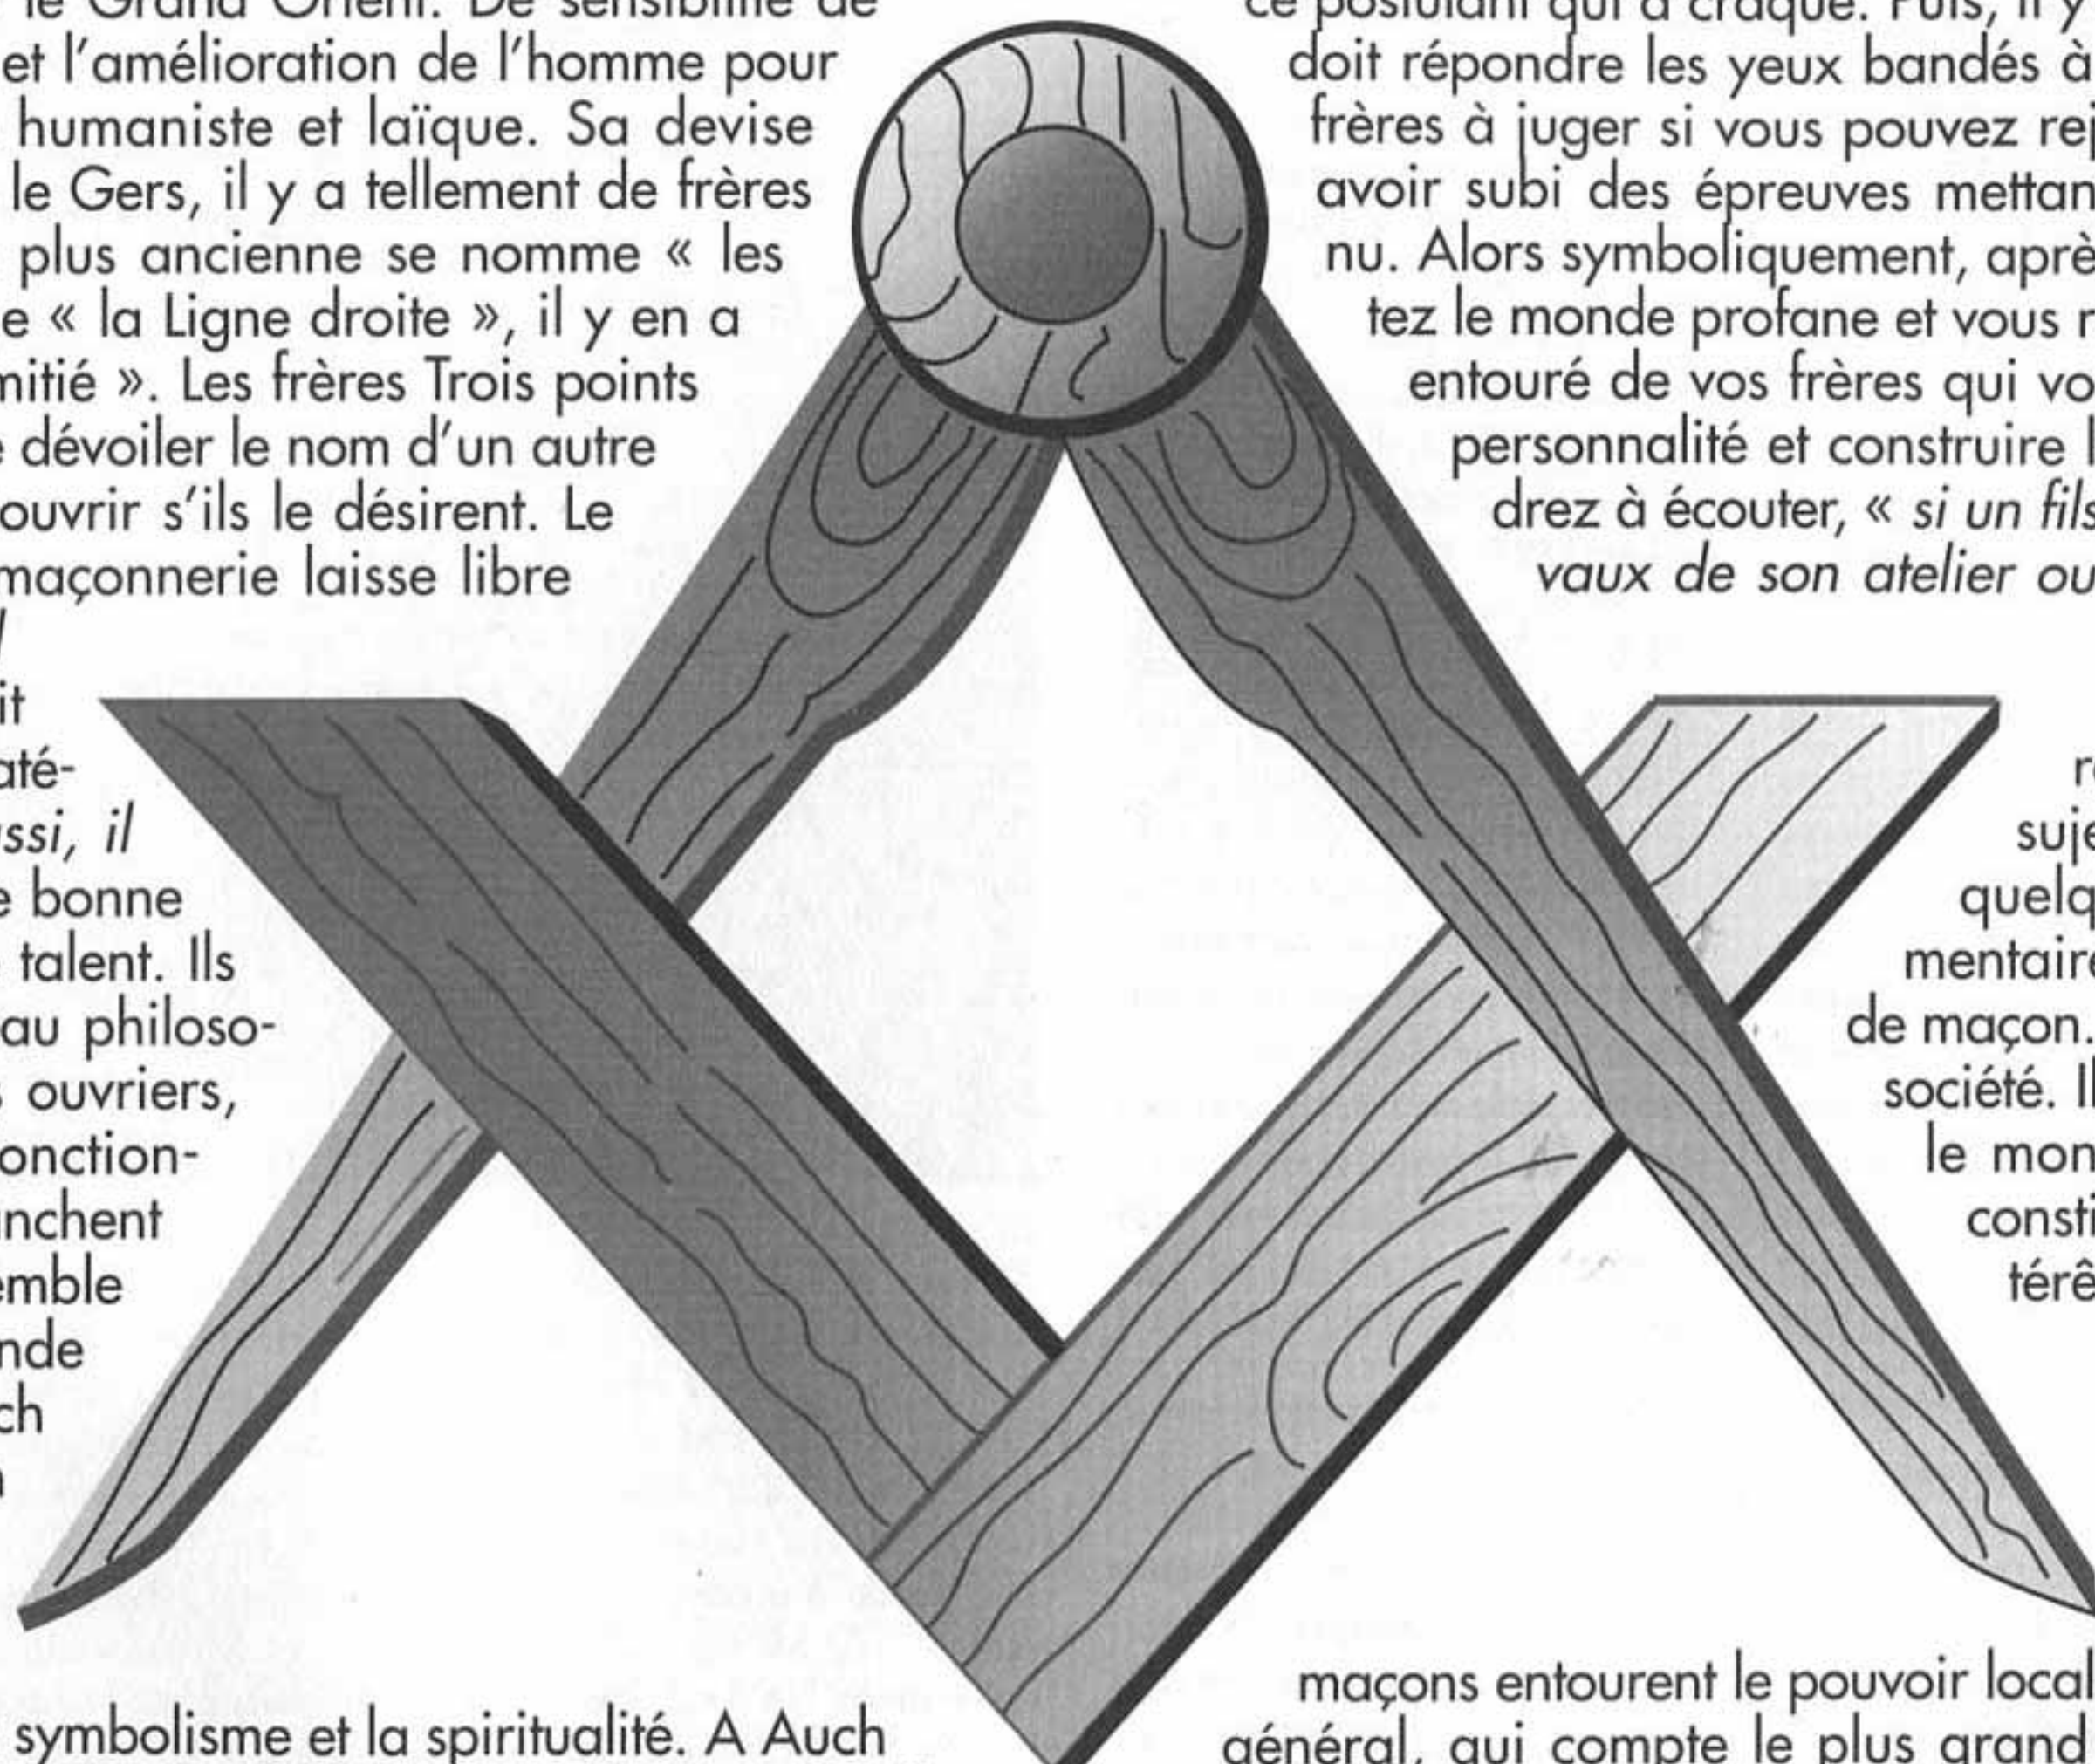 le Grand Orient. De sensibilité de
et l'amélioration de l'homme pour
humaniste et laïque. Sa devise
le Gers, il y a tellement de frères
plus ancienne se nomme « les
e « la Ligne droite », il y en a
mitié ». Les frères Trois points
dévoiler le nom d'un autre
ouvrir s'ils le désirent. Le
maçonnerie laisse libre
it
até-
ssi, il
e bonne
talent. Ils
au philoso-
s ouvriers,
onction-
nchent
emble
nde
ch
symbolisme et la spiritualité. A Auch
ce postulant qui a craqué. Puis, il y
doit répondre les yeux bandés à
frères à juger si vous pouvez rej
avoir subi des épreuves mettan
nu. Alors symboliquement, aprè
tez le monde profane et vous r
entouré de vos frères qui vo
personnalité et construire l
drez à écouter, « si un fils
vaux de son atelier ou
re
suje
quelq
mentaire
de maçon.
société. Il
le mon
consti
térê
maçons entourent le pouvoir local
général, qui compte le plus grand